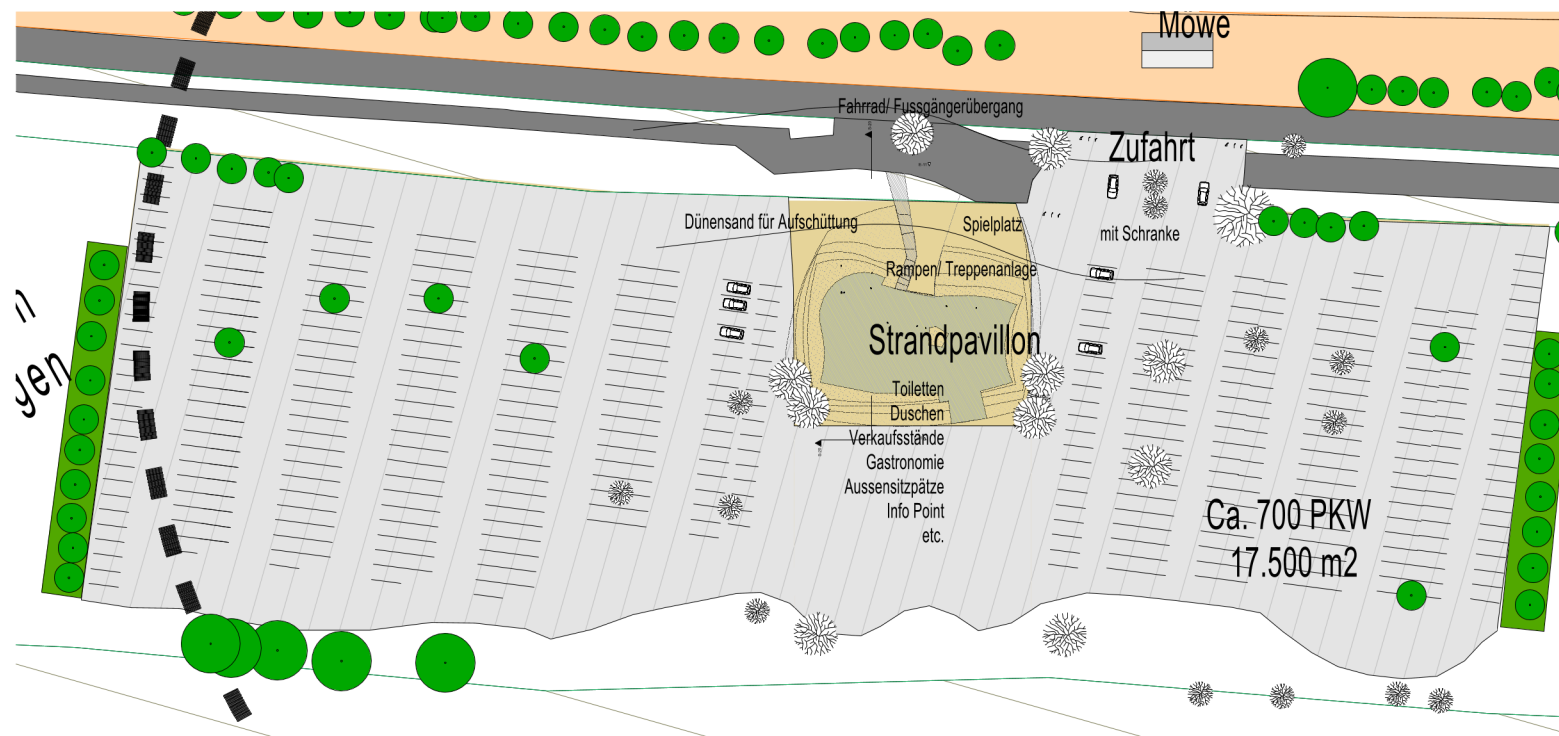 Möwe
Fahrrad/ Fussgängerübergang
Zufahrt
Dünensand für Aufschüttung
Spielplatz
mit Schranke
Rampen/ Treppenanlage
Strandpavillon
Toiletten
Duschen
Verkaufsstände
Gastronomie
Aussensitzpätze
Info Point
etc.
Ca. 700 PKW
17.500 m2
n
gen